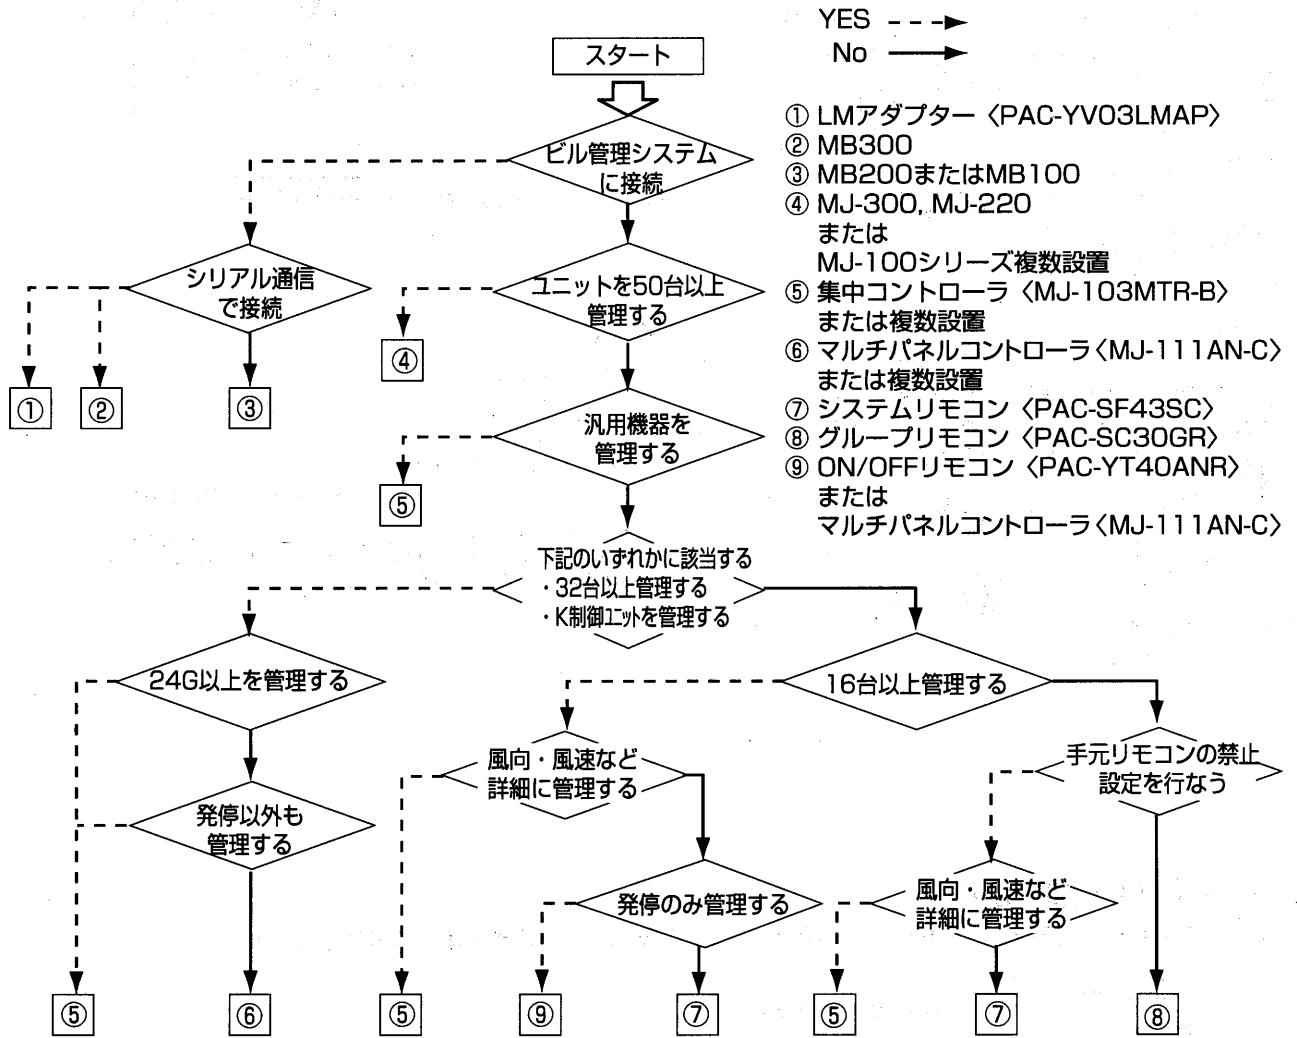 YES
No
スタート
① LMアダプター〈PAC-YV03LMAP〉
② MB300
③ MB200またはMB100
④ MJ-300, MJ-220
または
MJ-100シリーズ複数設置
⑤ 集中コントローラ〈MJ-103MTR-B〉
または複数設置
⑥ マルチパネルコントローラ〈MJ-111AN-C〉
または複数設置
⑦ システムリモコン〈PAC-SF43SC〉
⑧ グループリモコン〈PAC-SC30GR〉
⑨ ON/OFFリモコン〈PAC-YT40ANR〉
または
マルチパネルコントローラ〈MJ-111AN-C〉
ビル管理システム
に接続
シリアル通信
で接続
ユニットを50台以上
管理する
④
①
②
③
汎用機器を
管理する
⑤
下記のいずれかに該当する
・32台以上管理する
・K制御ユニットを管理する
24G以上を管理する
16台以上管理する
風向・風速など
詳細に管理する
手元リモコンの禁止
設定を行なう
発停以外も
管理する
発停のみ管理する
風向・風速など
詳細に管理する
⑤
⑥
⑤
⑨
⑦
⑤
⑦
⑧